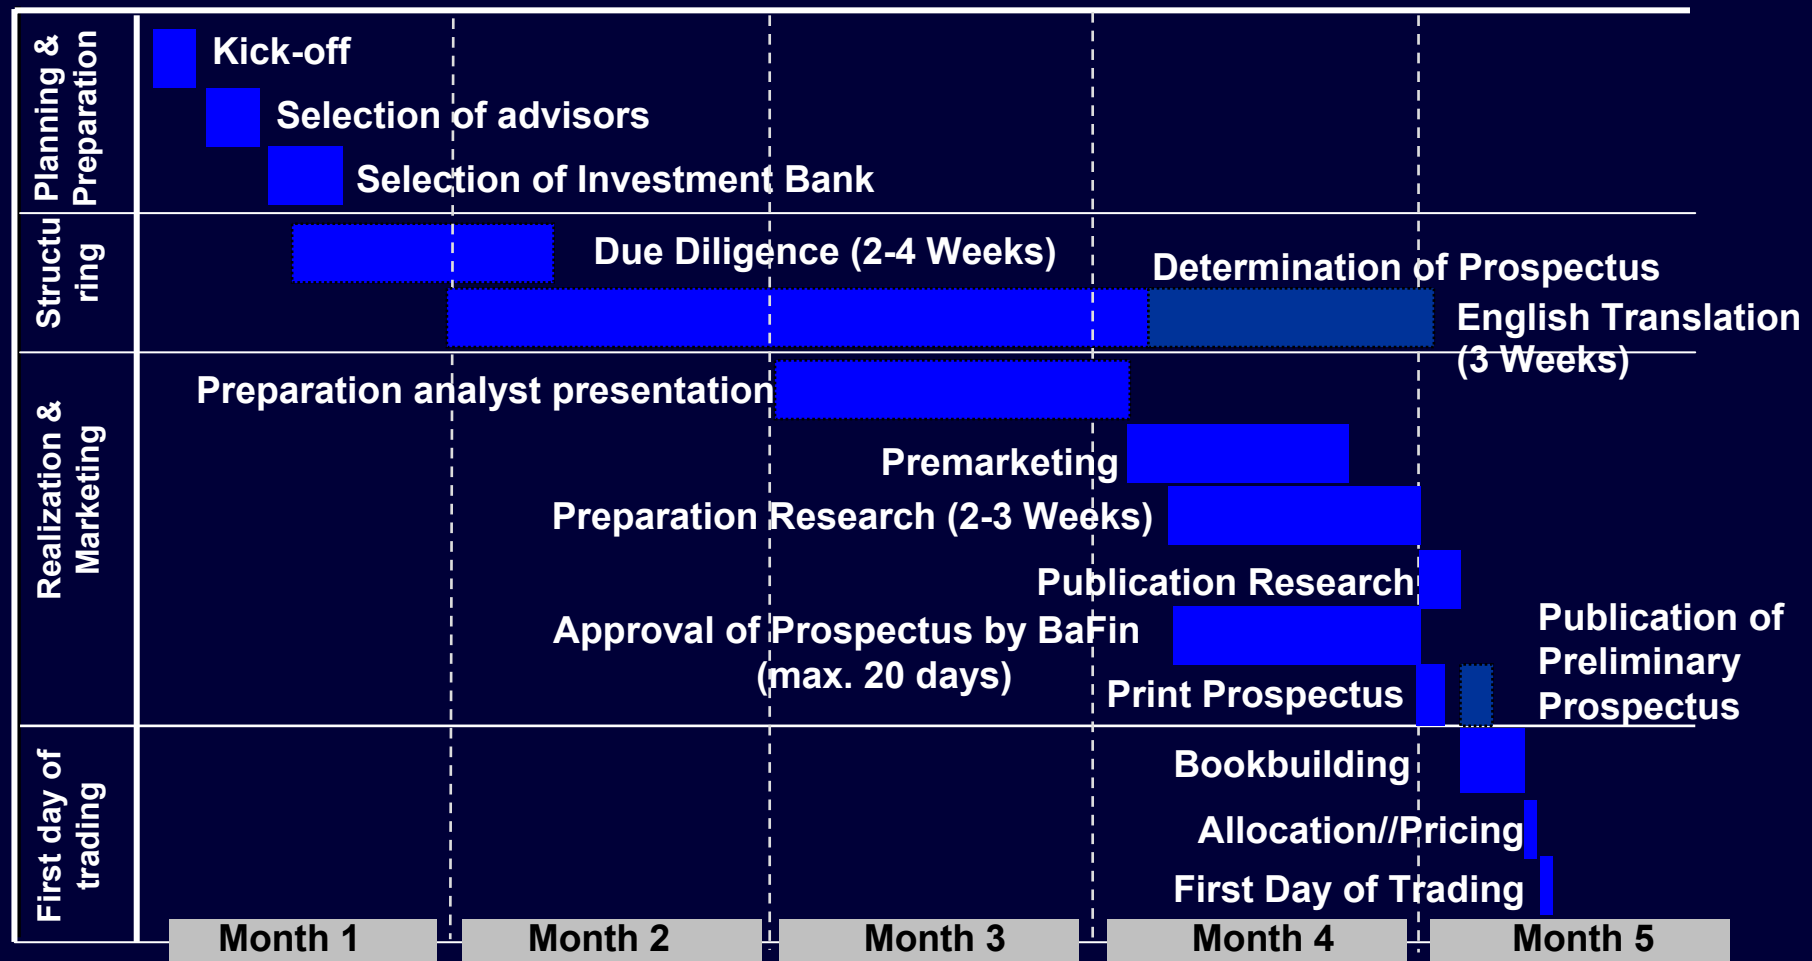 Planning &
Preparation
Kick-off
Selection of advisors
Selection of Investment Bank
Structu
ring
Due Diligence (2-4 Weeks)
Determination of Prospectus
English Translation
(3 Weeks)
Realization &
Marketing
Preparation analyst presentation
Premarketing
Preparation Research (2-3 Weeks)
Publication Research
Approval of Prospectus by BaFin
(max. 20 days)
Print Prospectus
Publication of
Preliminary
Prospectus
First day of
trading
Bookbuilding
Allocation//Pricing
First Day of Trading
Month 1
Month 2
Month 3
Month 4
Month 5